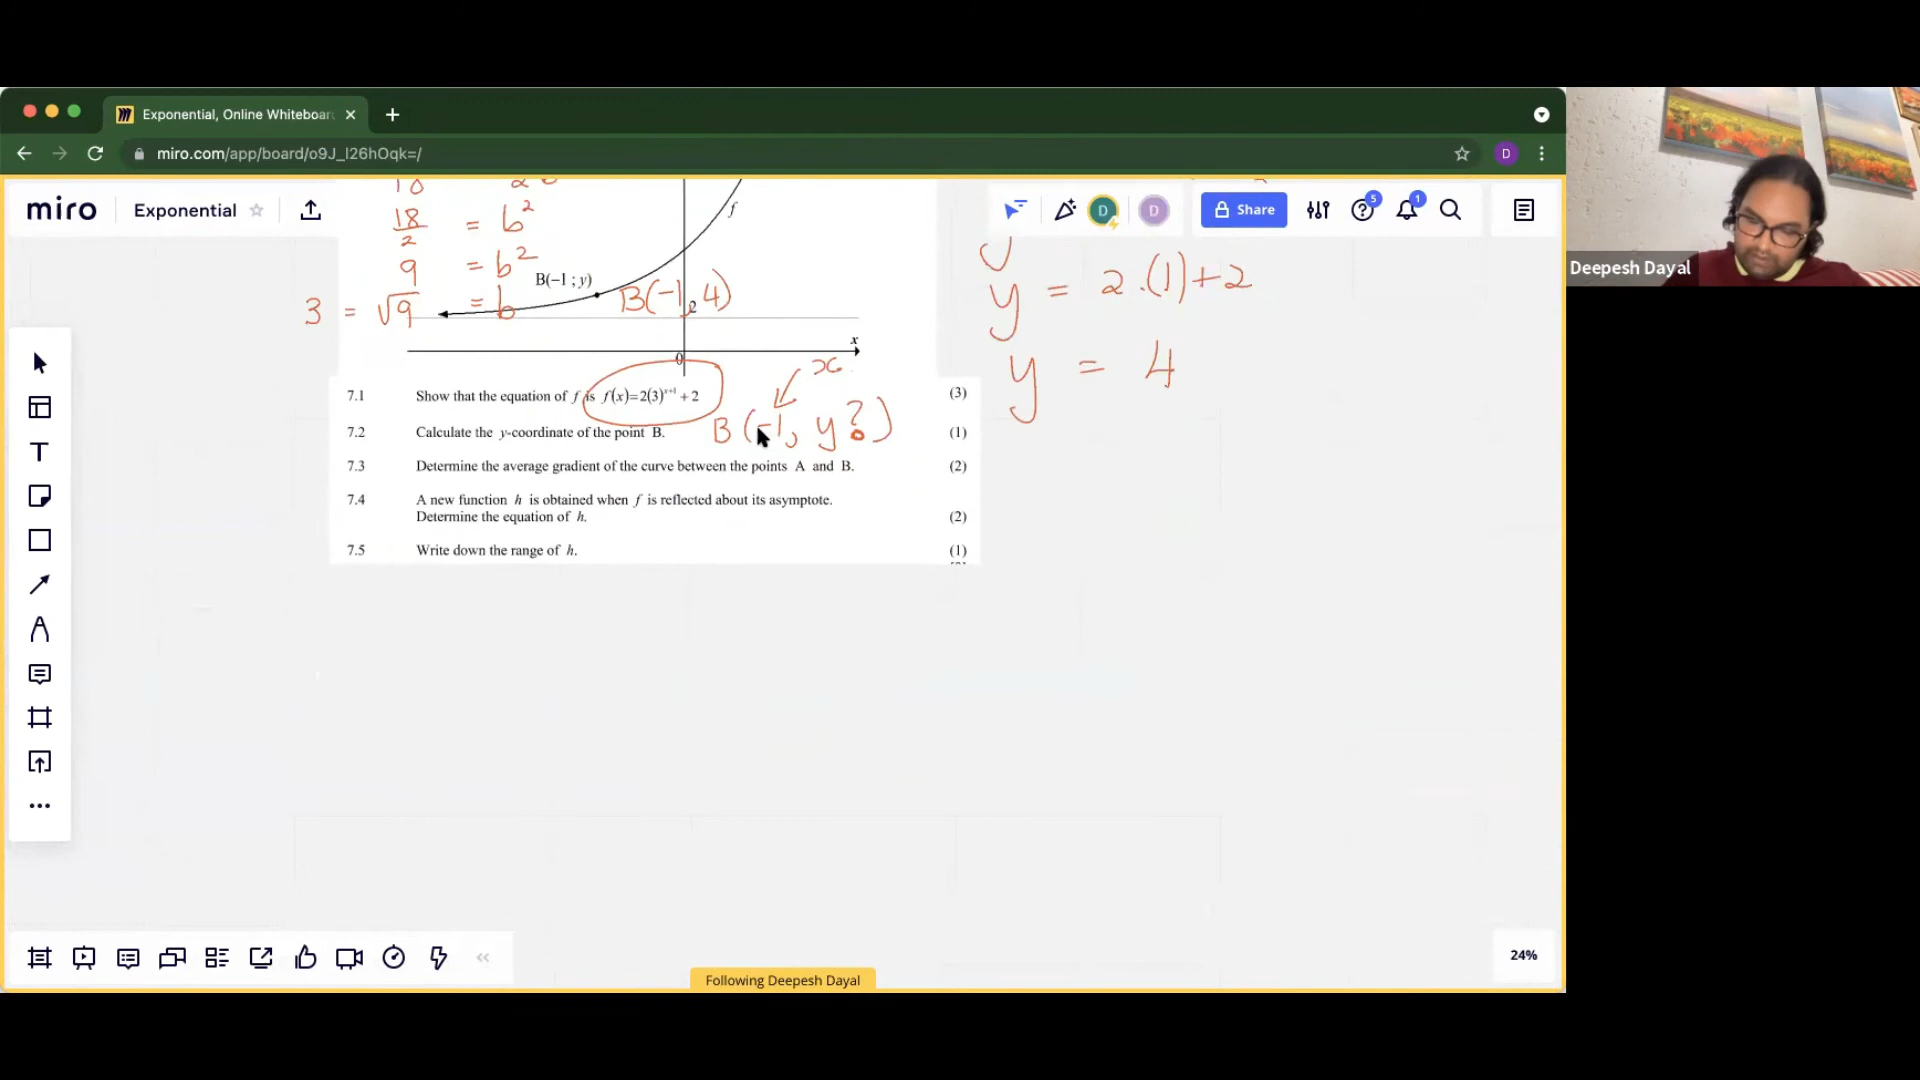 Exponential, Online Whiteboar
miro.com/app/board/o9J_l26hOqk=/
D
miro
Exponential
D
D
Share
5
1
Deepesh Dayal
18/2 = b²
9 = b²
3 = √9 = b
f
B(−1 ; y)
B(-1, 4)
2
x
0
y = 2.(1)+2
y = 4
x
7.1 Show that the equation of f is f(x)=2(3)ˣ⁺¹ + 2 (3)
B(-1, y?)
7.2 Calculate the y-coordinate of the point B. (1)
7.3 Determine the average gradient of the curve between the points A and B. (2)
7.4 A new function h is obtained when f is reflected about its asymptote.
Determine the equation of h. (2)
7.5 Write down the range of h. (1)
24%
Following Deepesh Dayal